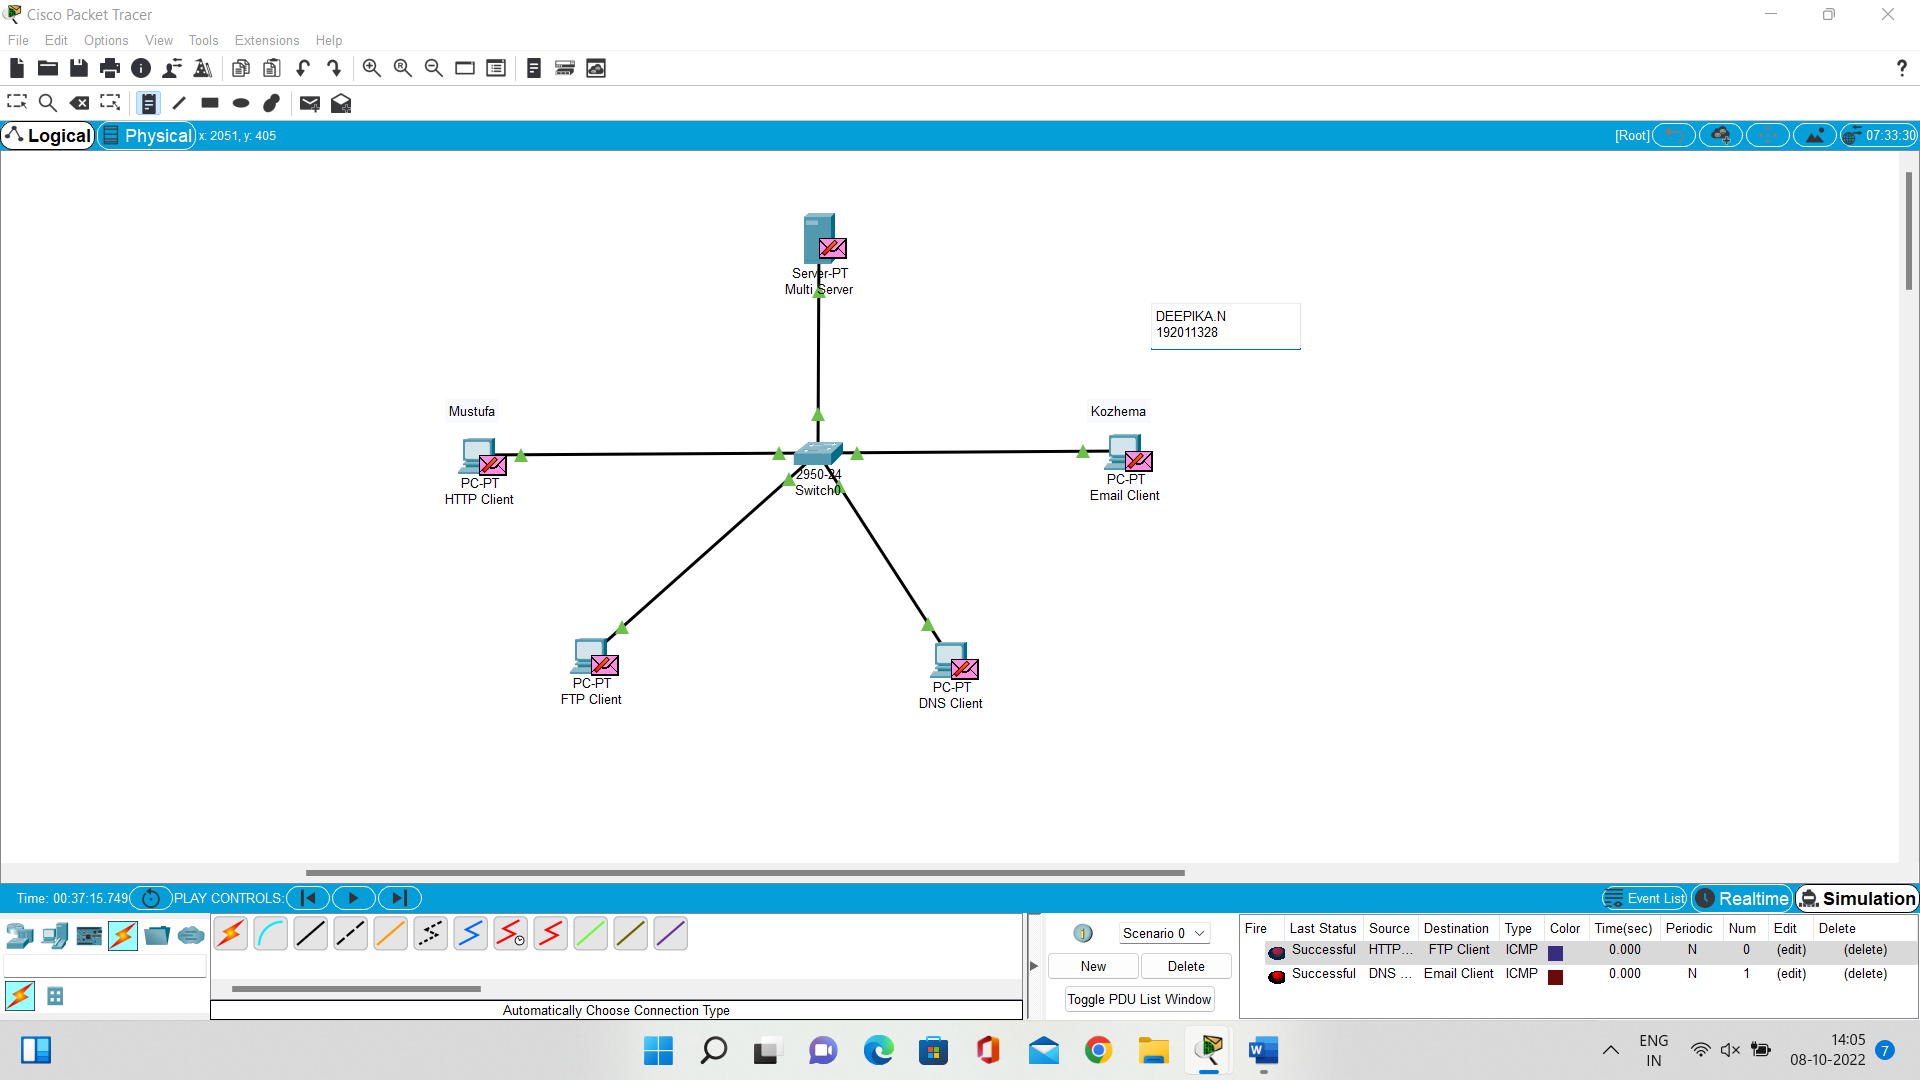 Cisco Packet Tracer
File Edit Options View Tools Extensions Help
?
Logical Physical x: 2051, y: 405 [Root] 07:33:30
Server-PT
Multi Server
DEEPIKA.N
192011328
Mustufa
Kozhema
PC-PT
HTTP Client
2950-24
Switch0
PC-PT
Email Client
PC-PT
FTP Client
PC-PT
DNS Client
Time: 00:37:15.749 PLAY CONTROLS: Event List Realtime Simulation
Scenario 0
New Delete
Toggle PDU List Window
Fire Last Status Source Destination Type Color Time(sec) Periodic Num Edit Delete
Successful HTTP... FTP Client ICMP 0.000 N 0 (edit) (delete)
Successful DNS ... Email Client ICMP 0.000 N 1 (edit) (delete)
Automatically Choose Connection Type
ENG
IN
14:05
08-10-2022
7